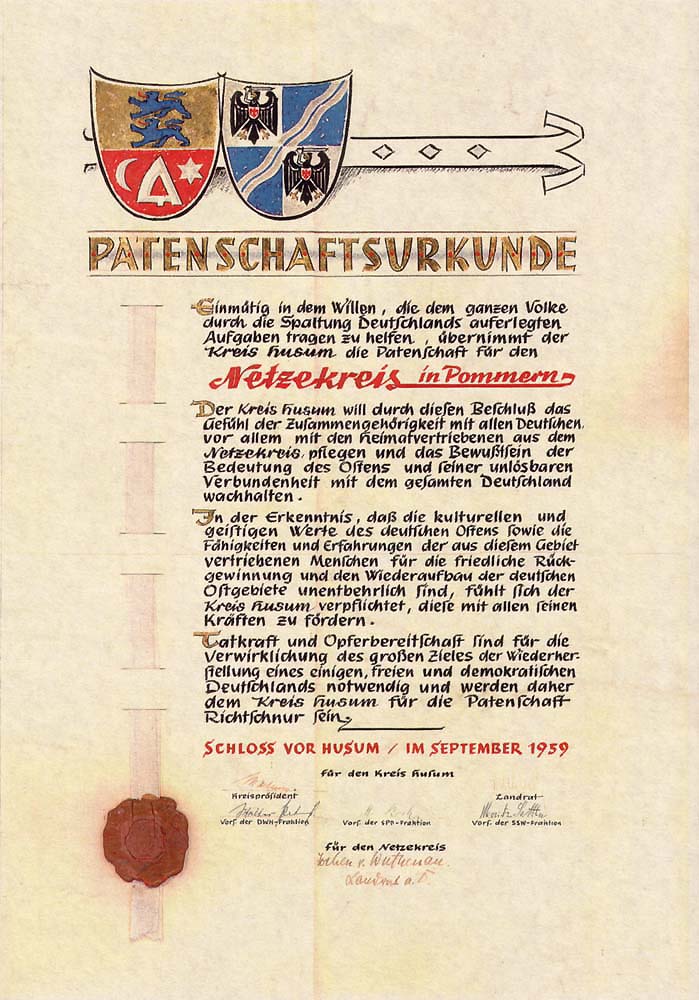 PATENSCHAFTSURKUNDE
Einmütig in dem Willen, die dem ganzen Volke
durch die Spaltung Deutschlands auferlegten
Aufgaben tragen zu helfen, übernimmt der
Kreis Husum die Patenschaft für den
Netzekreis in Pommern
Der Kreis Husum will durch diesen Beschluß das
Gefühl der Zusammengehörigkeit mit allen Deutschen,
vor allem mit den Heimatvertriebenen aus dem
Netzekreis, pflegen und das Bewußtsein der
Bedeutung des Ostens und seiner unlösbaren
Verbundenheit mit dem gesamten Deutschland
wachhalten.
In der Erkenntnis, daß die kulturellen und
geistigen Werte des deutschen Ostens sowie die
Fähigkeiten und Erfahrungen der aus diesem Gebiet
vertriebenen Menschen für die friedliche Rück-
gewinnung und den Wiederaufbau der deutschen
Ostgebiete unentbehrlich sind, fühlt sich der
Kreis Husum verpflichtet, diese mit allen seinen
Kräften zu fördern.
Tatkraft und Opferbereitschaft sind für die
Verwirklichung des großen Zieles der Wiederher-
stellung eines einigen, freien und demokratischen
Deutschlands notwendig und werden daher
dem Kreis Husum für die Patenschaft
Richtschnur sein.
SCHLOSS VOR HUSUM / IM SEPTEMBER 1959
für den Kreis Husum
Kreispräsident
Landrat
Vors. der DWH-Fraktion
Vors. der SPD-Fraktion
Vors. der SSW-Fraktion
für den Netzekreis
v. Wuthenau.
Landrat a. D.